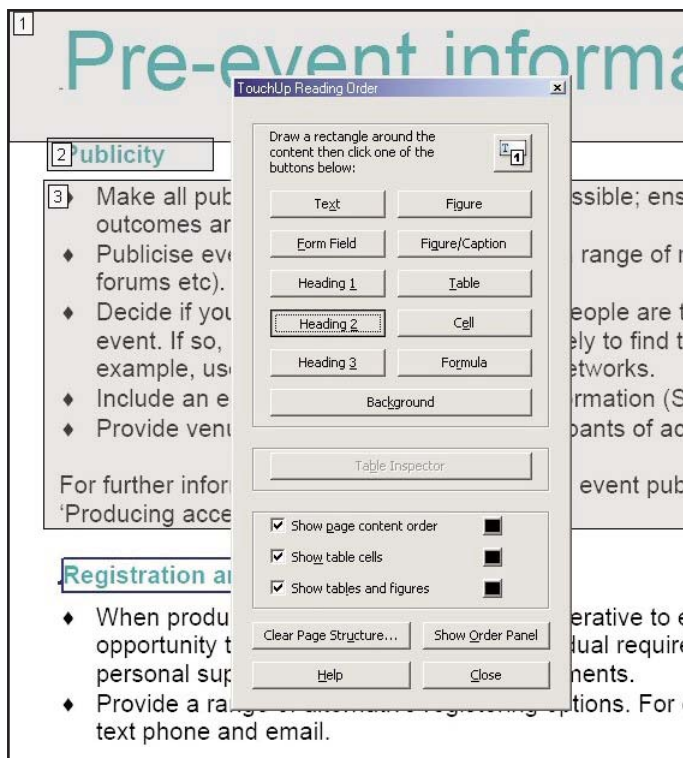 1
Pre-event informa
TouchUp Reading Order
Draw a rectangle around the
content then click one of the
buttons below:
Text
Figure
Form Field
Figure/Caption
Heading 1
Table
Heading 2
Cell
Heading 3
Formula
Background
Table Inspector
Show page content order
Show table cells
Show tables and figures
Clear Page Structure...
Show Order Panel
Help
Close
2
Publicity
3
Make all pub ssible; ens
outcomes ar
Publicise eve range of
forums etc).
Decide if you eople are
event. If so, ely to find
example, us etworks.
Include an e rmation (S
Provide venu pants of ac
For further infor event pub
'Producing acce
Registration a
When produ erative to
opportunity dual require
personal sup ments.
Provide a tions. For
text phone and email.